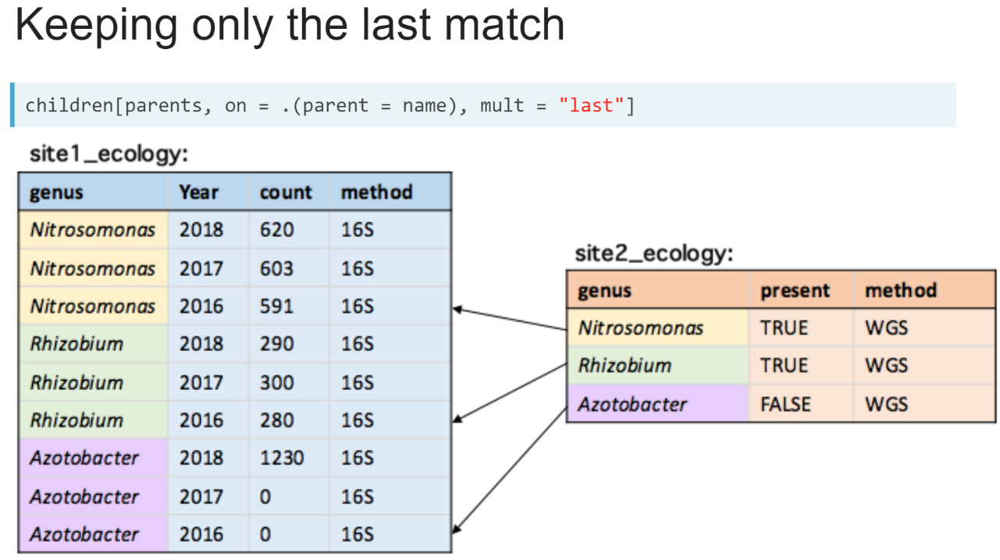 Keeping only the last match
children[parents, on = .(parent = name), mult = "last"]
site1_ecology:
genus Year count method
Nitrosomonas 2018 620 16S
Nitrosomonas 2017 603 16S
Nitrosomonas 2016 591 16S
Rhizobium 2018 290 16S
Rhizobium 2017 300 16S
Rhizobium 2016 280 16S
Azotobacter 2018 1230 16S
Azotobacter 2017 0 16S
Azotobacter 2016 0 16S
site2_ecology:
genus present method
Nitrosomonas TRUE WGS
Rhizobium TRUE WGS
Azotobacter FALSE WGS